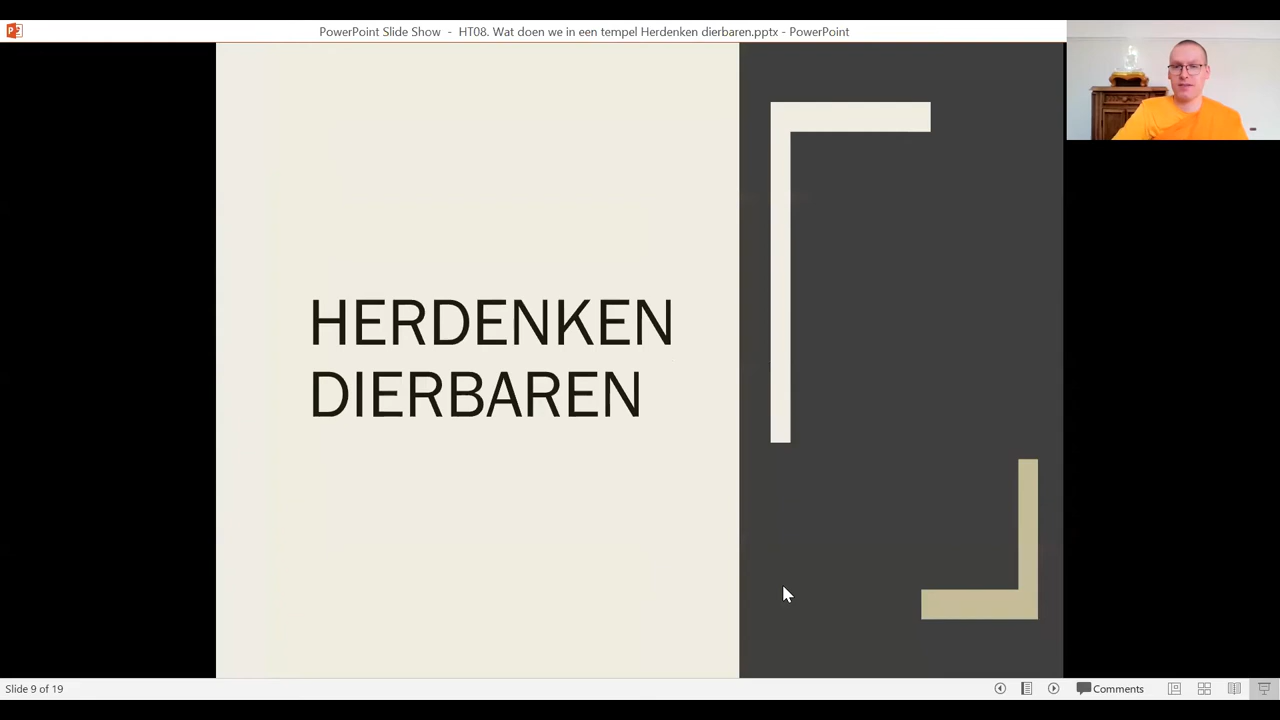 PowerPoint Slide Show - HT08. Wat doen we in een tempel Herdenken dierbaren.pptx - PowerPoint
HERDENKEN
DIERBAREN
Slide 9 of 19
Comments